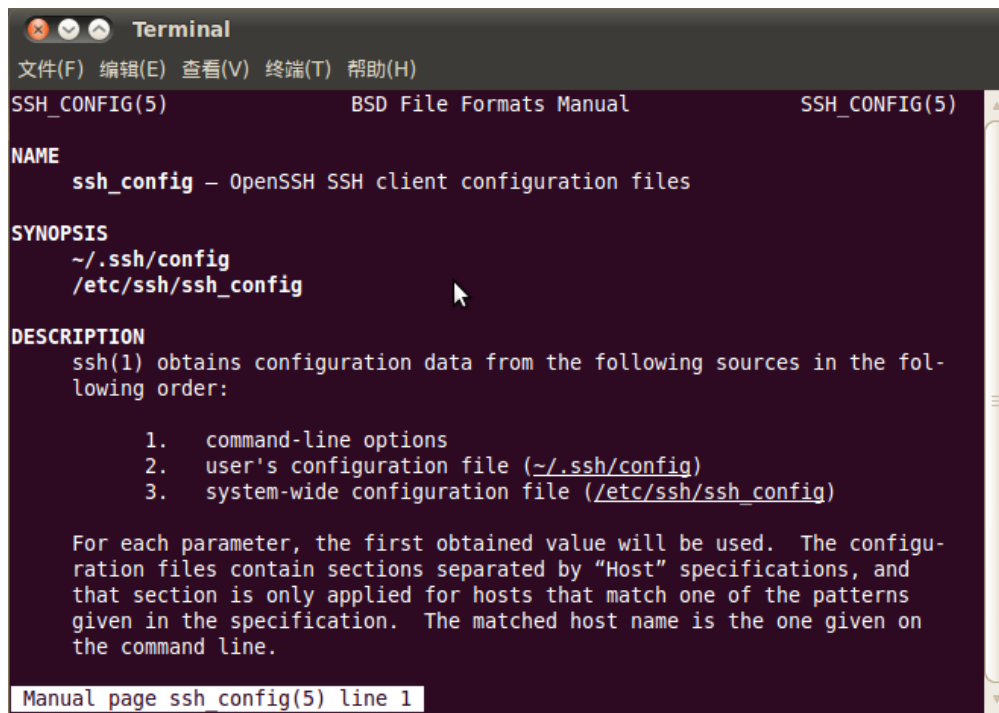 Terminal
文件(F) 编辑(E) 查看(V) 终端(T) 帮助(H)
SSH_CONFIG(5) BSD File Formats Manual SSH_CONFIG(5)
NAME
ssh_config — OpenSSH SSH client configuration files
SYNOPSIS
~/.ssh/config
/etc/ssh/ssh_config
DESCRIPTION
ssh(1) obtains configuration data from the following sources in the fol-
lowing order:
1. command-line options
2. user's configuration file (~/.ssh/config)
3. system-wide configuration file (/etc/ssh/ssh_config)
For each parameter, the first obtained value will be used. The configu-
ration files contain sections separated by “Host” specifications, and
that section is only applied for hosts that match one of the patterns
given in the specification. The matched host name is the one given on
the command line.
Manual page ssh_config(5) line 1